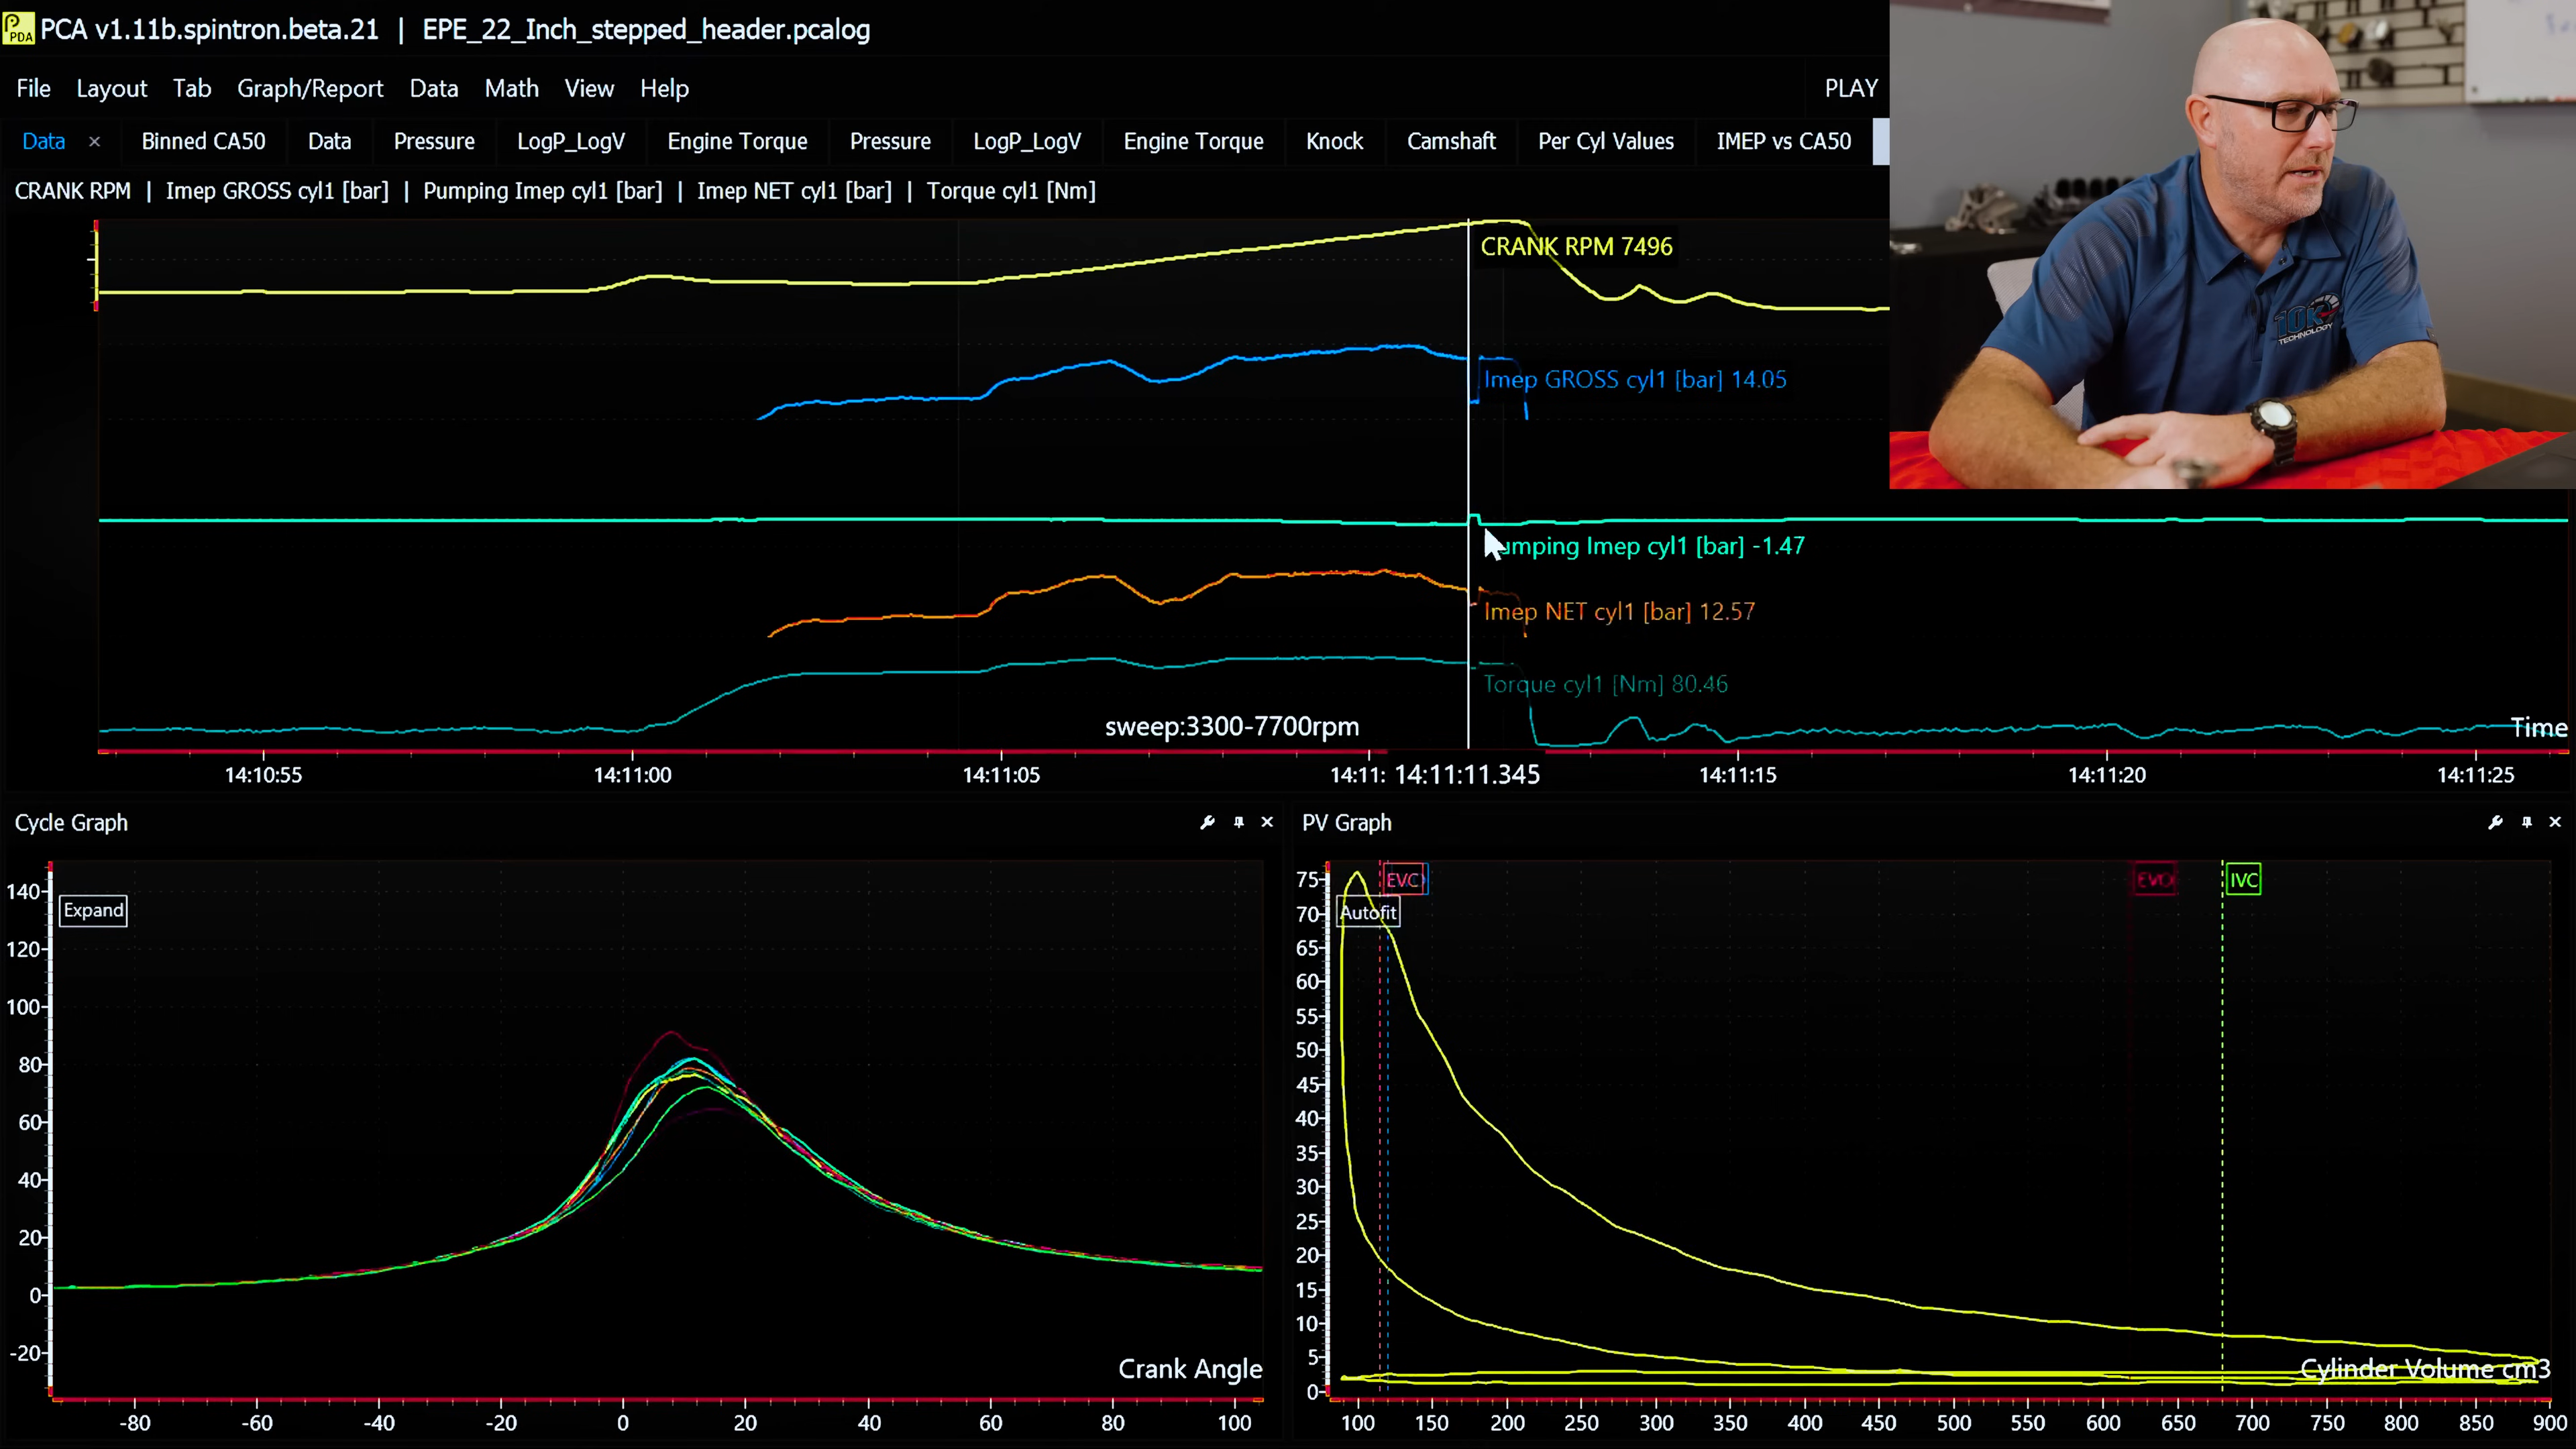 PDA
PCA v1.11b.spintron.beta.21 | EPE_22_Inch_stepped_header.pcalog
File Layout Tab Graph/Report Data Math View Help PLAY
Data × Binned CA50 Data Pressure LogP_LogV Engine Torque Pressure LogP_LogV Engine Torque Knock Camshaft Per Cyl Values IMEP vs CA50
CRANK RPM | Imep GROSS cyl1 [bar] | Pumping Imep cyl1 [bar] | Imep NET cyl1 [bar] | Torque cyl1 [Nm]
CRANK RPM 7496
10K
TECHNOLOGY
Imep GROSS cyl1 [bar] 14.05
umping Imep cyl1 [bar] -1.47
Imep NET cyl1 [bar] 12.57
Torque cyl1 [Nm] 80.46
sweep:3300-7700rpm
Time
14:10:55 14:11:00 14:11:05 14:11: 14:11:11.345 14:11:15 14:11:20 14:11:25
Cycle Graph
140
Expand
120
100
80
60
40
20
0
-20
Crank Angle
-80 -60 -40 -20 0 20 40 60 80 100
PV Graph
75 EVC EVO IVC
70 Autofit
65
60
55
50
45
40
35
30
25
20
15
10
5
0
Cylinder Volume cm3
100 150 200 250 300 350 400 450 500 550 600 650 700 750 800 850 900